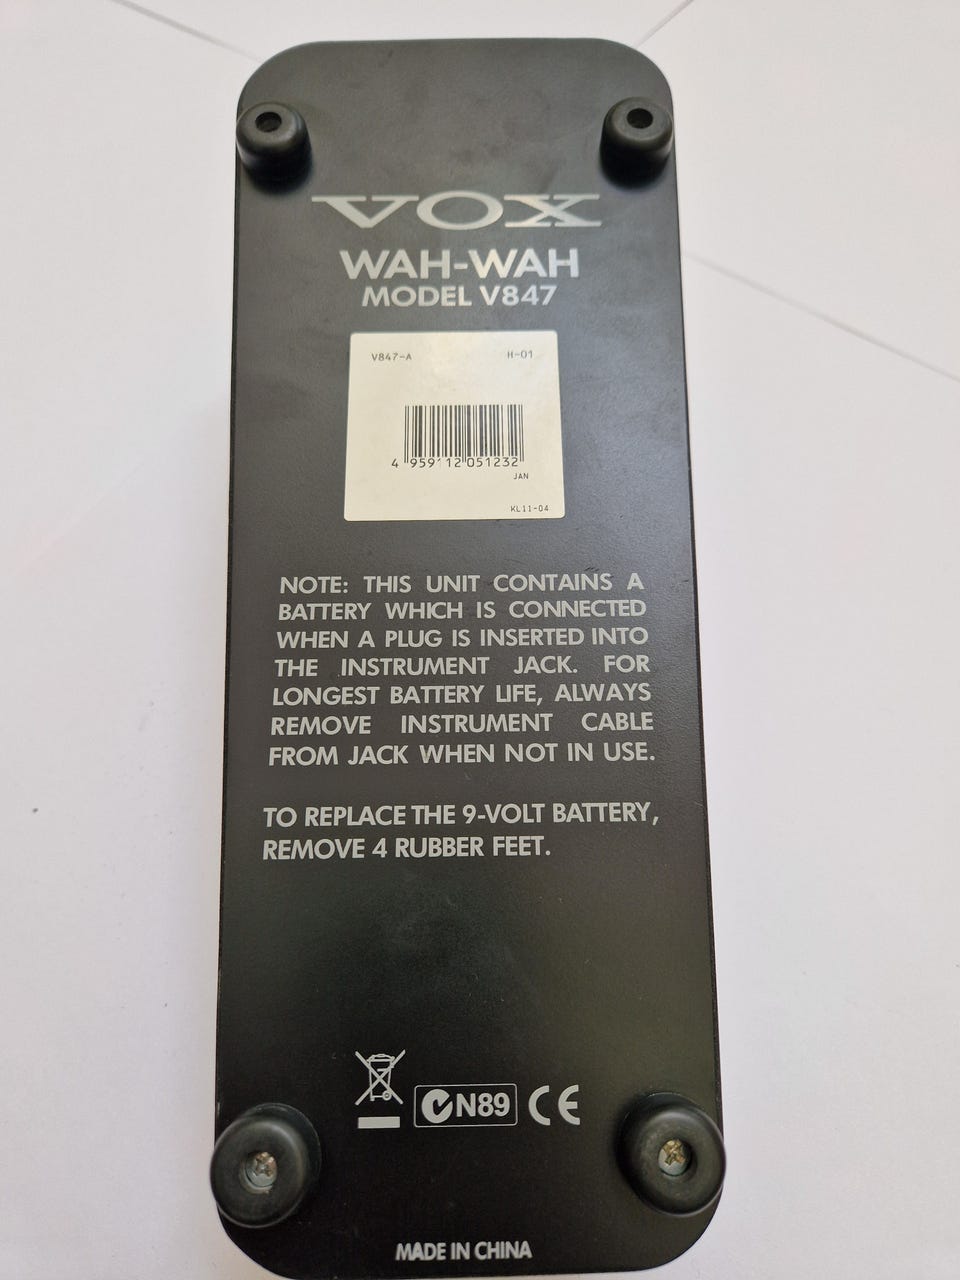 VOX
WAH-WAH
MODEL V847
V847-A H-01
4 959112 051232
JAN
KL11-04
NOTE: THIS UNIT CONTAINS A
BATTERY WHICH IS CONNECTED
WHEN A PLUG IS INSERTED INTO
THE INSTRUMENT JACK. FOR
LONGEST BATTERY LIFE, ALWAYS
REMOVE INSTRUMENT CABLE
FROM JACK WHEN NOT IN USE.
TO REPLACE THE 9-VOLT BATTERY,
REMOVE 4 RUBBER FEET.
N89 CE
MADE IN CHINA